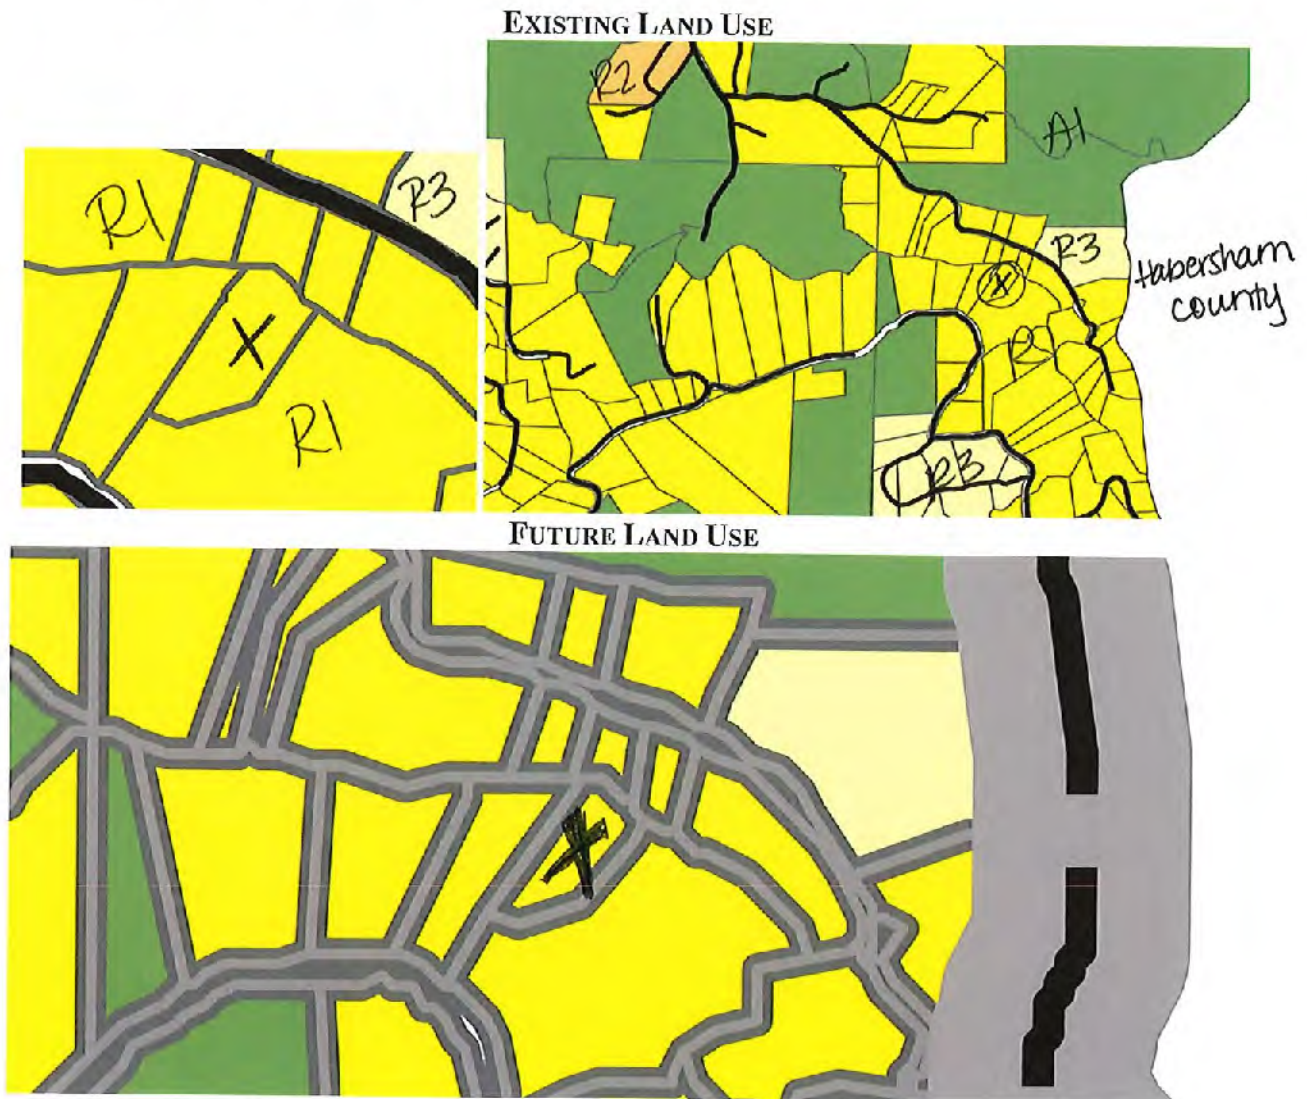 EXISTING LAND USE
R2
A1
R1
R3
R3
X
X
Habersham
county
R1
R3
FUTURE LAND USE
X